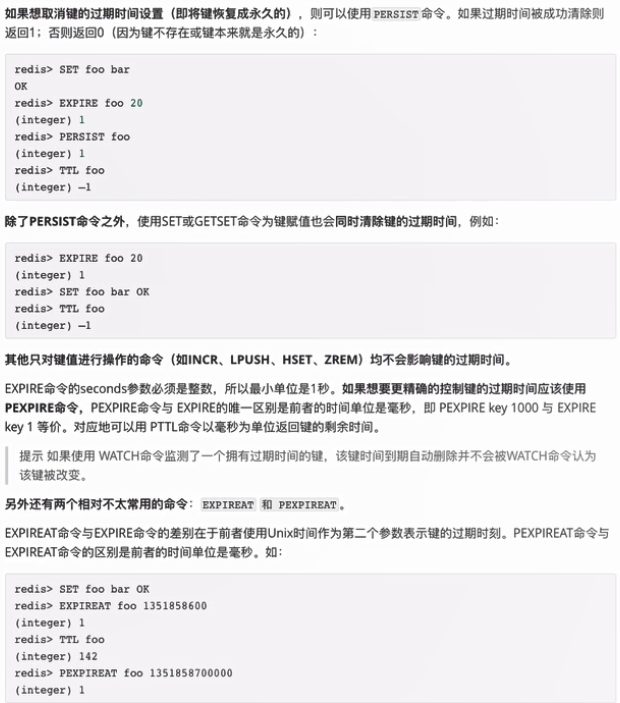 如果想取消键的过期时间设置（即将键恢复成永久的），则可以使用PERSIST命令。如果过期时间被成功清除则
返回1；否则返回0（因为键不存在或键本来就是永久的）：
redis> SET foo bar
OK
redis> EXPIRE foo 20
(integer) 1
redis> PERSIST foo
(integer) 1
redis> TTL foo
(integer) –1
除了PERSIST命令之外，使用SET或GETSET命令为键赋值也会同时清除键的过期时间，例如：
redis> EXPIRE foo 20
(integer) 1
redis> SET foo bar OK
redis> TTL foo
(integer) –1
其他只对键值进行操作的命令（如INCR、LPUSH、HSET、ZREM）均不会影响键的过期时间。
EXPIRE命令的seconds参数必须是整数，所以最小单位是1秒。如果想要更精确的控制键的过期时间应该使用
PEXPIRE命令，PEXPIRE命令与 EXPIRE的唯一区别是前者的时间单位是毫秒，即 PEXPIRE key 1000 与 EXPIRE
key 1 等价。对应地可以用 PTTL命令以毫秒为单位返回键的剩余时间。
提示 如果使用 WATCH命令监测了一个拥有过期时间的键，该键时间到期自动删除并不会被WATCH命令认为
该键被改变。
另外还有两个相对不太常用的命令：EXPIREAT 和 PEXPIREAT。
EXPIREAT命令与EXPIRE命令的差别在于前者使用Unix时间作为第二个参数表示键的过期时刻。PEXPIREAT命令与
EXPIREAT命令的区别是前者的时间单位是毫秒。如：
redis> SET foo bar OK
redis> EXPIREAT foo 1351858600
(integer) 1
redis> TTL foo
(integer) 142
redis> PEXPIREAT foo 1351858700000
(integer) 1